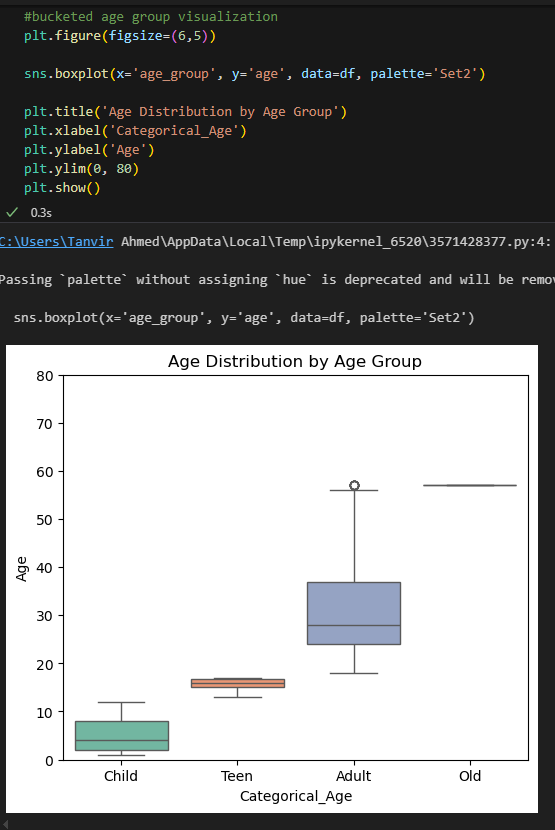 #bucketed age group visualization
plt.figure(figsize=(6,5))
sns.boxplot(x='age_group', y='age', data=df, palette='Set2')
plt.title('Age Distribution by Age Group')
plt.xlabel('Categorical_Age')
plt.ylabel('Age')
plt.ylim(0, 80)
plt.show()
0.3s
C:\Users\Tanvir Ahmed\AppData\Local\Temp\ipykernel_6520\3571428377.py:4:
Passing `palette` without assigning `hue` is deprecated and will be
sns.boxplot(x='age_group', y='age', data=df, palette='Set2')
Age Distribution by Age Group
80
70
60
50
40
30
20
10
0
Age
Child Teen Adult Old
Categorical_Age